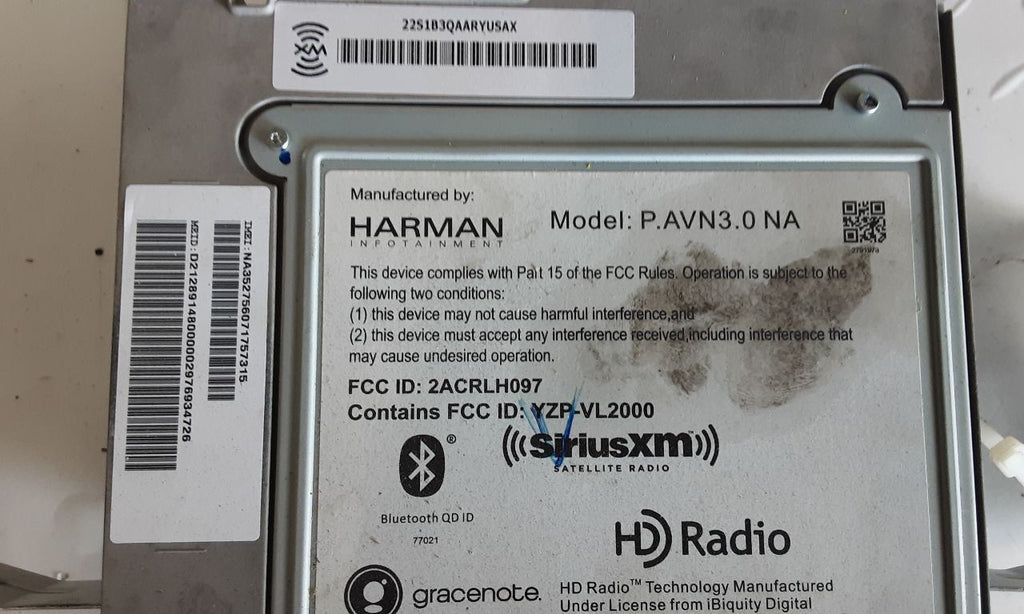 XM
22S1B3QAARYUSAX
IMEI:NA352756071757315
MEID:D21289148000002976934726
Manufactured by:
HARMAN
INFOTAINMENT
Model: P.AVN3.0 NA
This device complies with Part 15 of the FCC Rules. Operation is subject to the
following two conditions:
(1) this device may not cause harmful interference,and
(2) this device must accept any interference received,including interference that
may cause undesired operation.
FCC ID: 2ACRLH097
Contains FCC ID: YZP-VL2000
®
Bluetooth QD ID
77021
SiriusXM
SATELLITE RADIO
HD Radio
gracenote.
HD Radio™ Technology Manufactured
Under License from iBiquity Digital